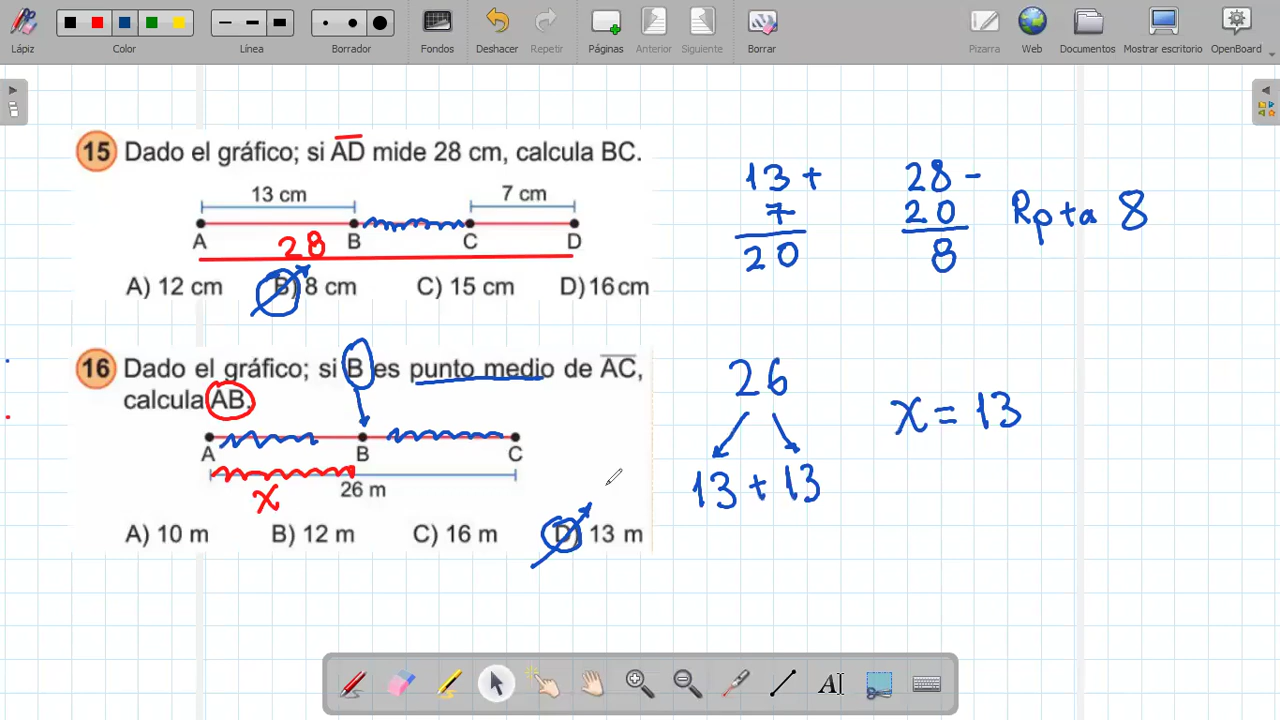 Lápiz
Color
Línea
Borrador
Fondos
Deshacer
Repetir
Páginas
Anterior
Siguiente
Borrar
Pizarra
Web
Documentos
Mostrar escritorio
OpenBoard
15 Dado el gráfico; si AD mide 28 cm, calcula BC.
13 cm 7 cm
A B C D
28
A) 12 cm B) 8 cm C) 15 cm D) 16 cm
13 +
7
20
28 -
20
8
Rpta 8
16 Dado el gráfico; si B es punto medio de AC,
calcula AB.
A B C
x
26 m
A) 10 m B) 12 m C) 16 m D) 13 m
26
13 + 13
x = 13
AI